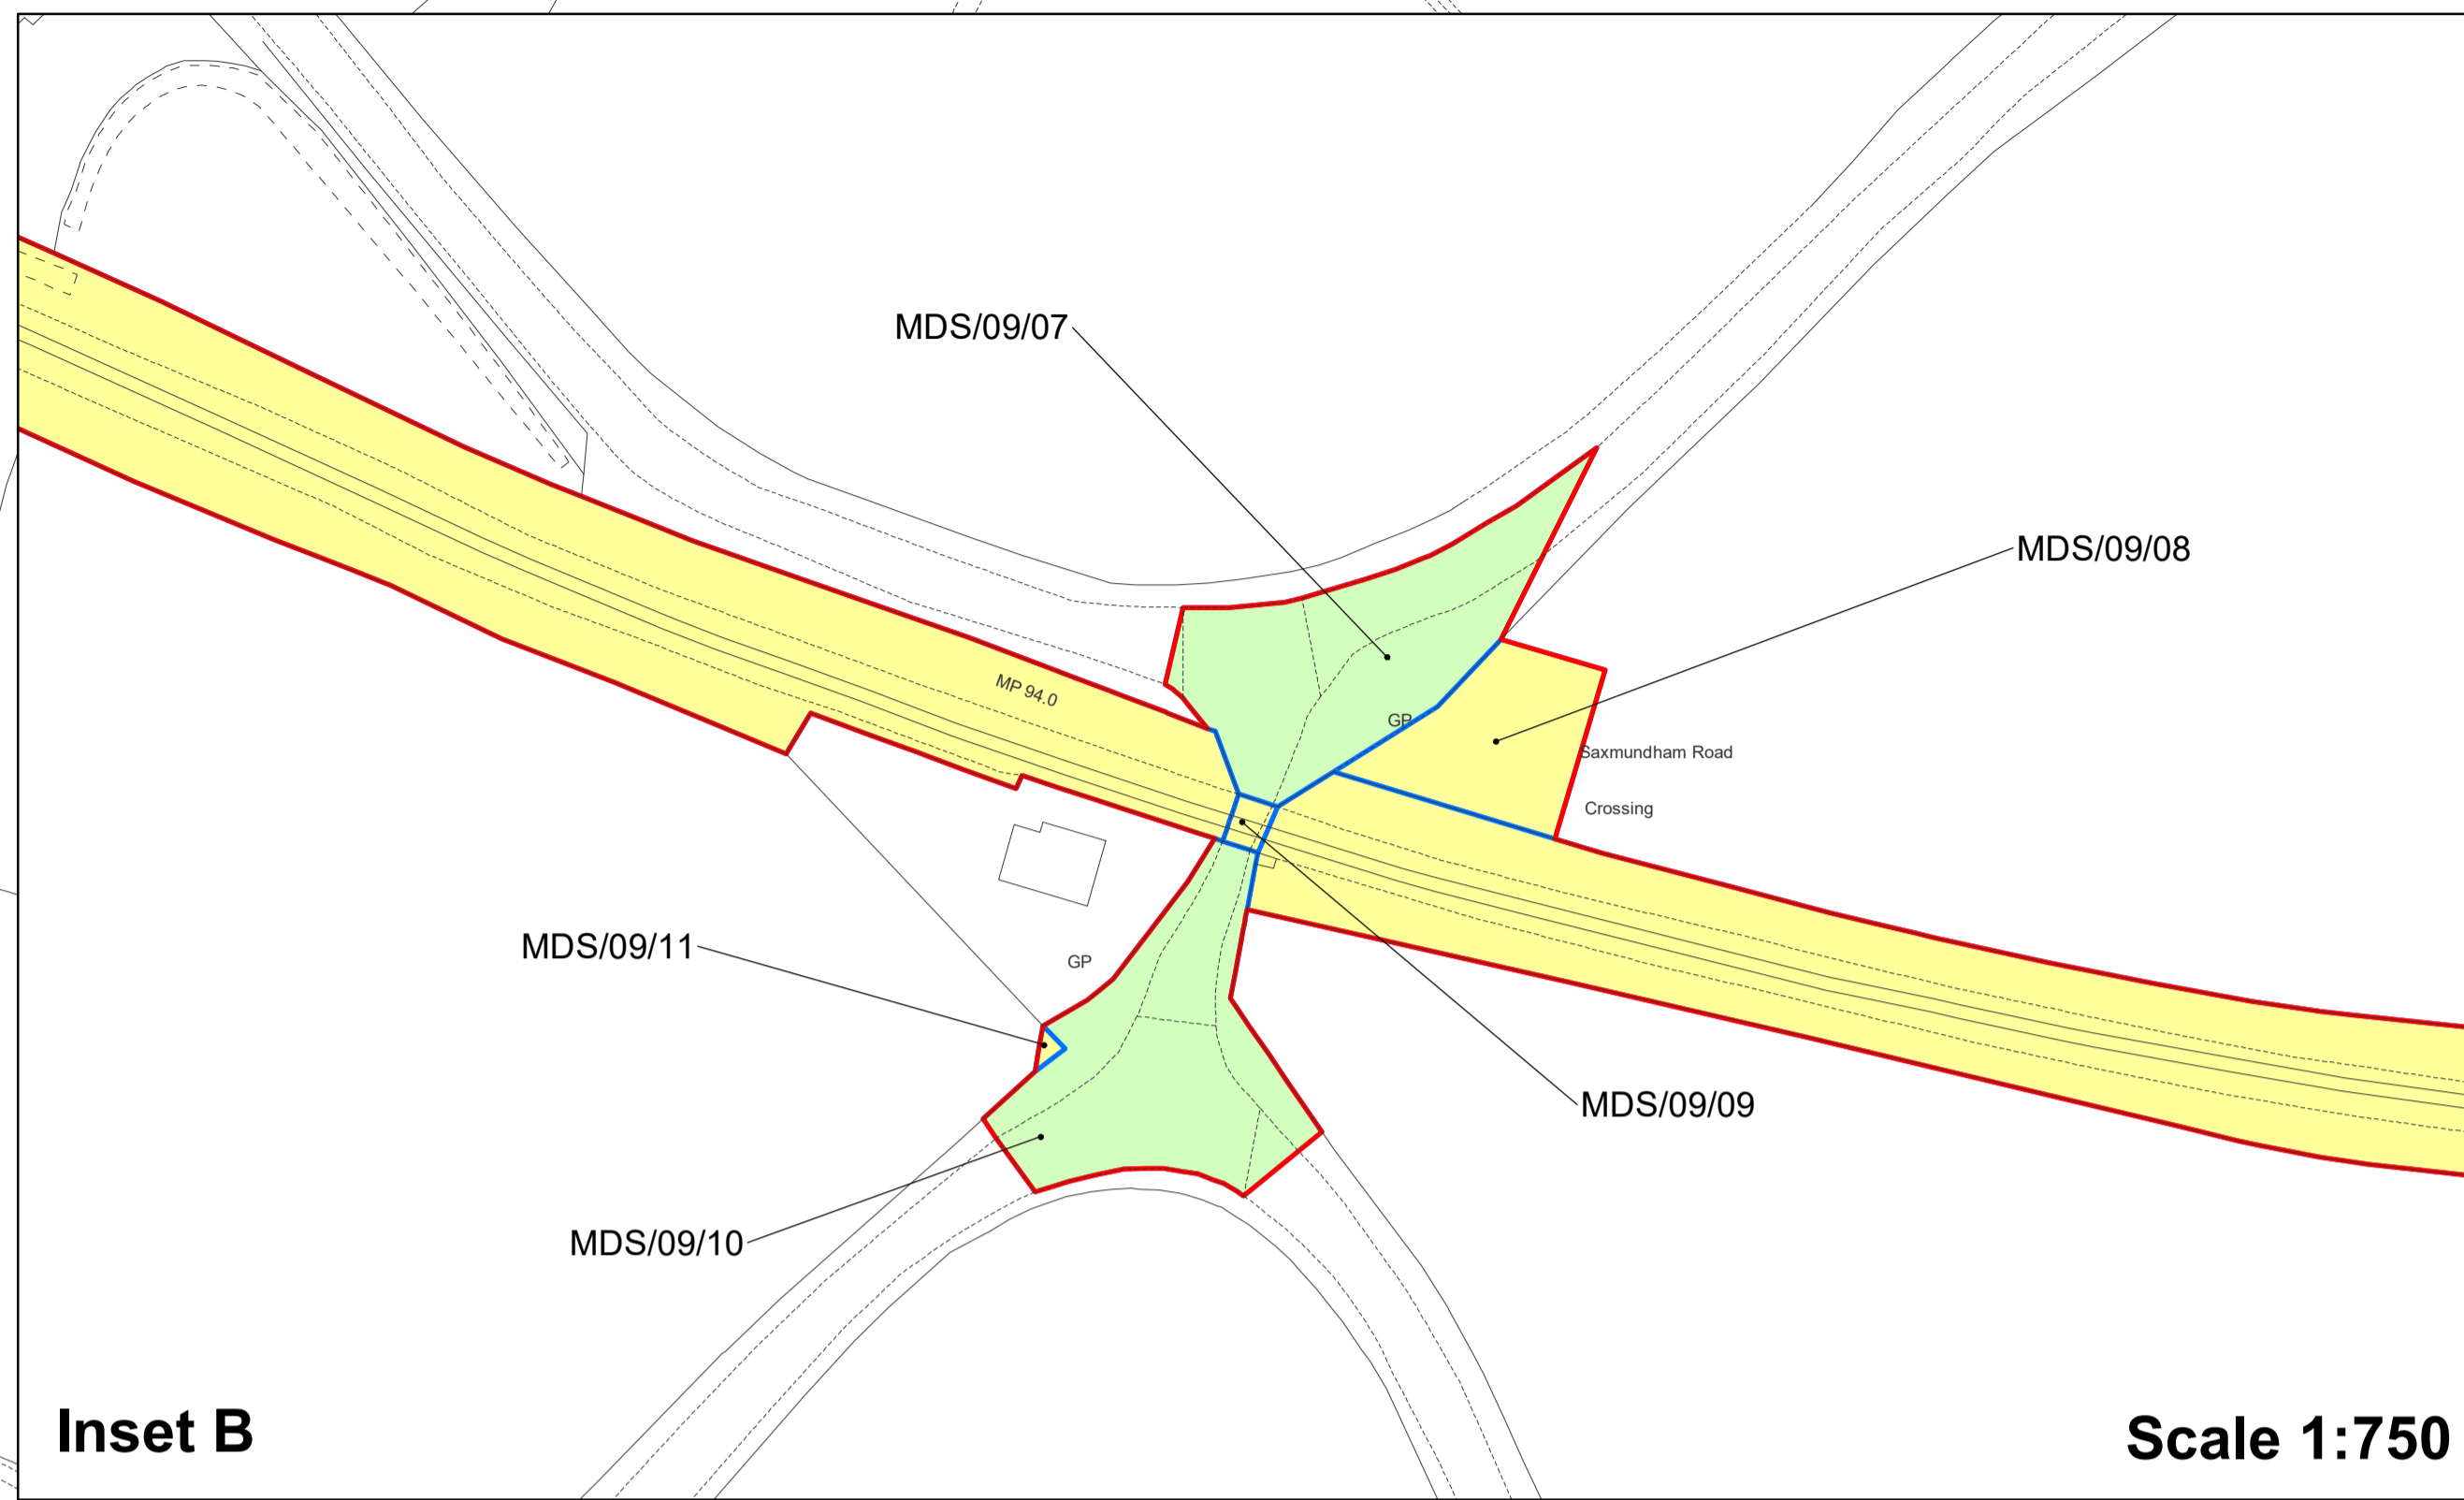 MDS/09/07
MDS/09/08
MP 94.0
GP
Saxmundham Road
Crossing
MDS/09/11
GP
MDS/09/09
MDS/09/10
Inset B
Scale 1:750